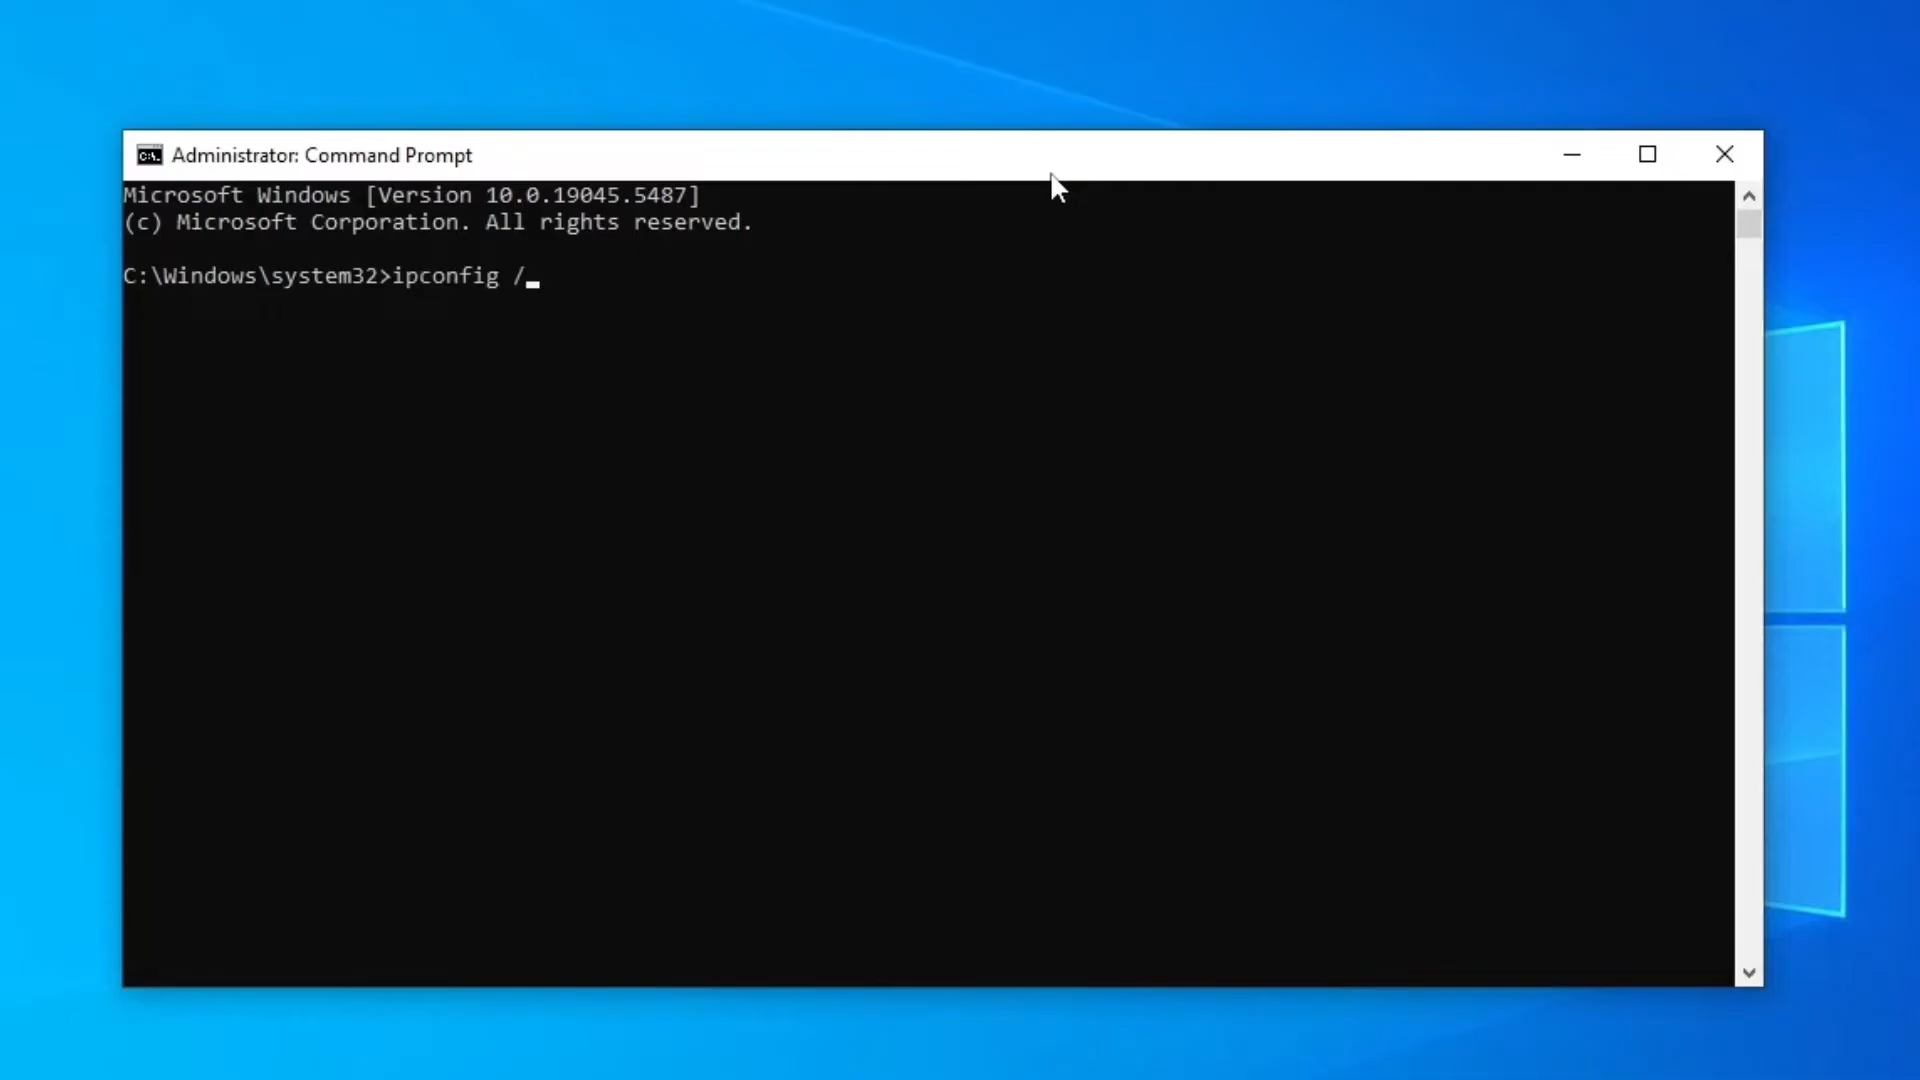 Administrator: Command Prompt
Microsoft Windows [Version 10.0.19045.5487]
(c) Microsoft Corporation. All rights reserved.
C:\Windows\system32>ipconfig /